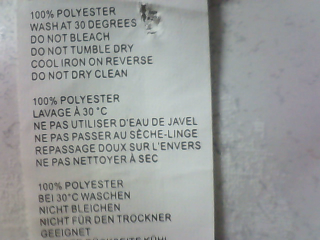 100% POLYESTER
WASH AT 30 DEGREES
DO NOT BLEACH
DO NOT TUMBLE DRY
COOL IRON ON REVERSE
DO NOT DRY CLEAN
100% POLYESTER
LAVAGE À 30 °C
NE PAS UTILISER D'EAU DE JAVEL
NE PAS PASSER AU SÈCHE-LINGE
REPASSAGE DOUX SUR L'ENVERS
NE PAS NETTOYER À SEC
100% POLYESTER
BEI 30°C WASCHEN
NICHT BLEICHEN
NICHT FÜR DEN TROCKNER
GEEIGNET